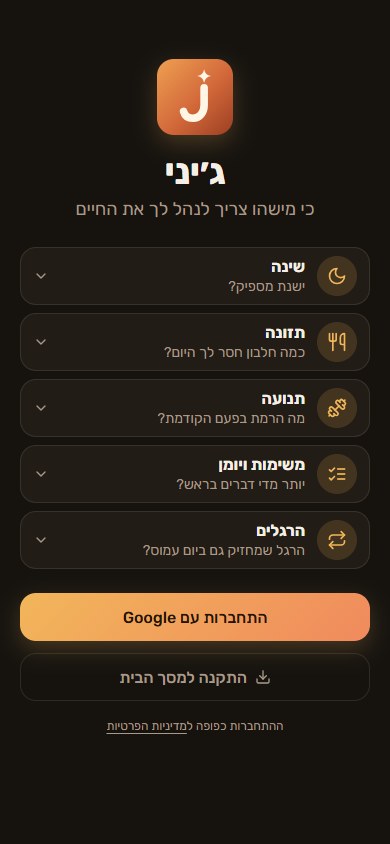 ג׳יני
כי מישהו צריך לנהל לך את החיים
שינה
ישנת מספיק?
תזונה
כמה חלבון חסר לך היום?
תנועה
מה הרמת בפעם הקודמת?
משימות ויומן
יותר מדי דברים בראש?
הרגלים
הרגל שמחזיק גם ביום עמוס?
התחברות עם Google
התקנה למסך הבית
ההתחברות כפופה למדיניות הפרטיות